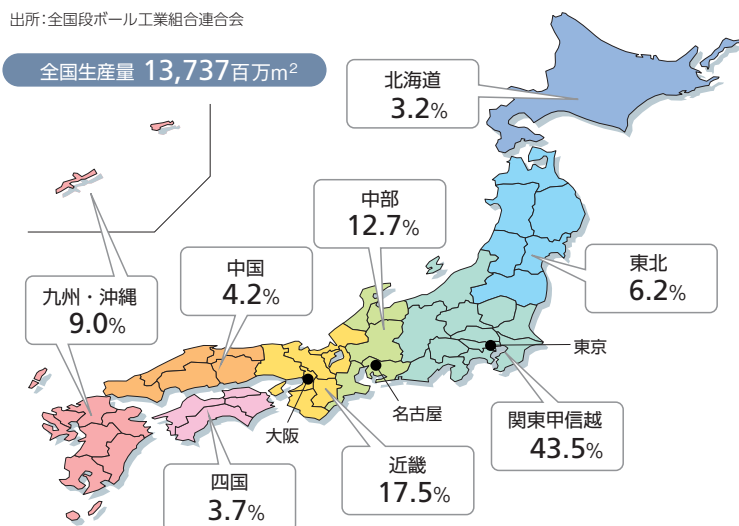 出所：全国段ボール工業組合連合会
全国生産量 13,737百万m²
北海道
3.2%
中部
12.7%
東北
6.2%
中国
4.2%
九州・沖縄
9.0%
東京
名古屋
大阪
関東甲信越
43.5%
近畿
17.5%
四国
3.7%